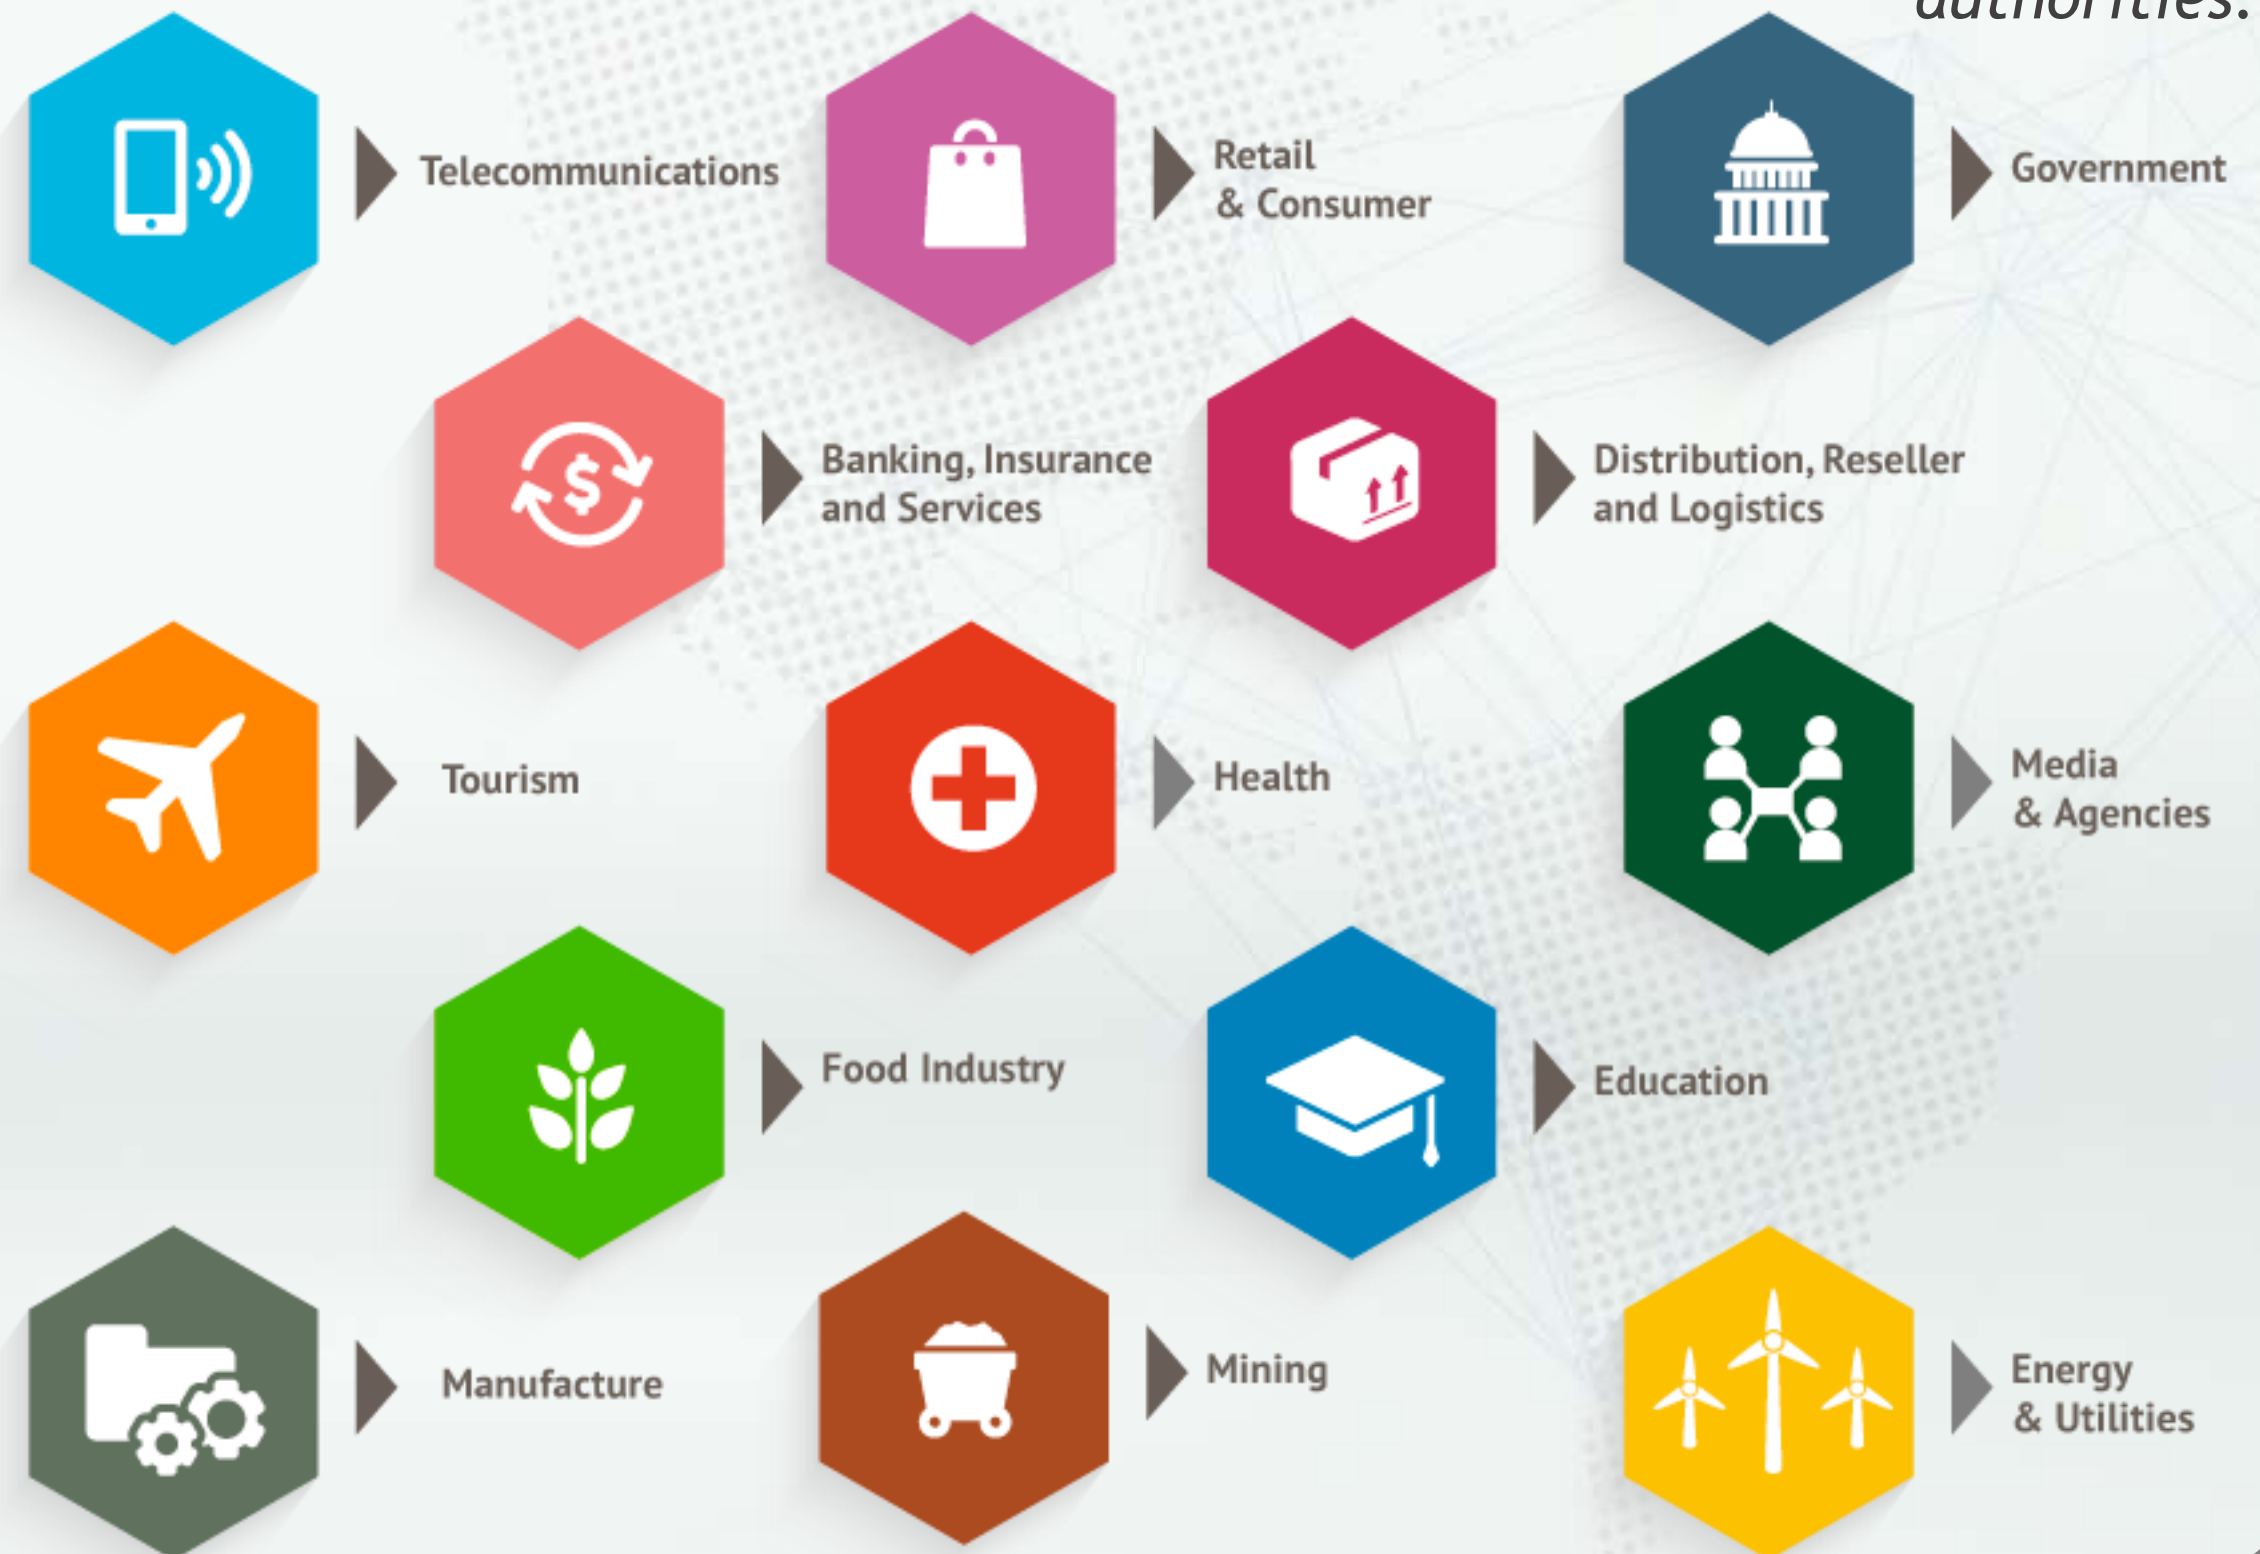 authorities.
Telecommunications
Retail
& Consumer
Government
Banking, Insurance
and Services
Distribution, Reseller
and Logistics
Tourism
Health
Media
& Agencies
Food Industry
Education
Manufacture
Mining
Energy
& Utilities
$